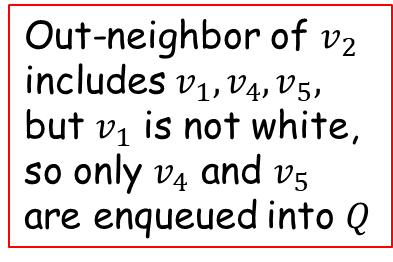 Out-neighbor of v₂
includes v₁, v₄, v₅,
but v₁ is not white,
so only v₄ and v₅
are enqueued into Q